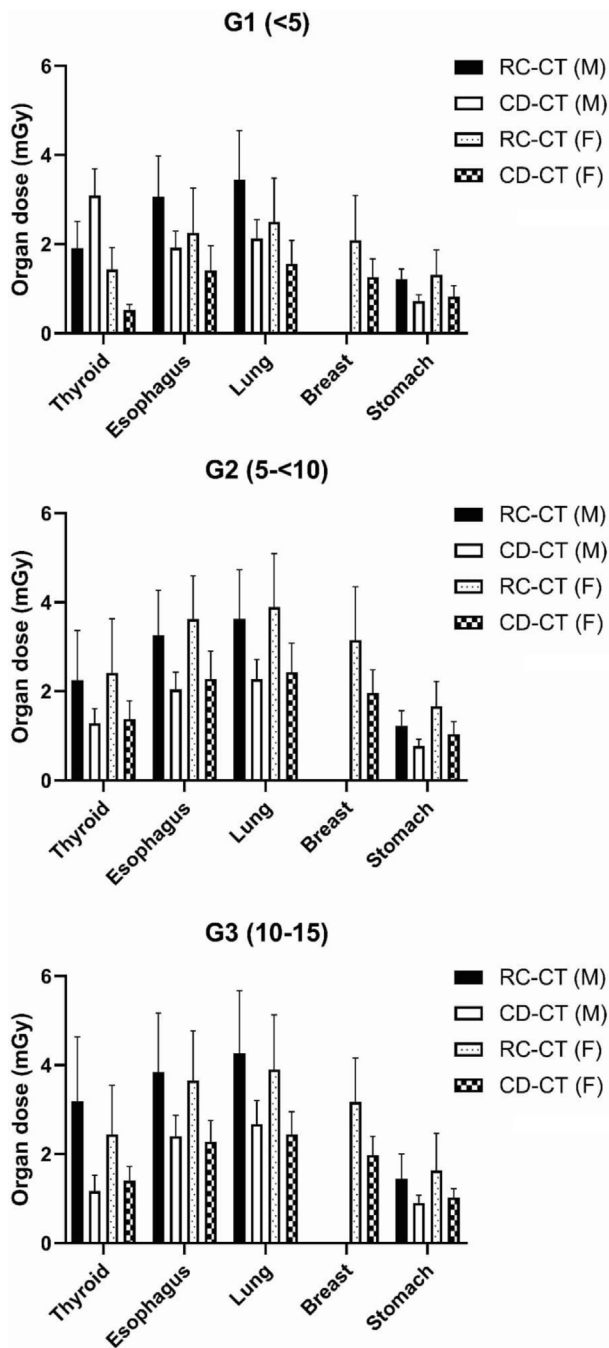 G1 (<5)
Organ dose (mGy)
6
4
2
0
RC-CT (M)
CD-CT (M)
RC-CT (F)
CD-CT (F)
Thyroid
Esophagus
Lung
Breast
Stomach
G2 (5-<10)
Organ dose (mGy)
6
4
2
0
RC-CT (M)
CD-CT (M)
RC-CT (F)
CD-CT (F)
Thyroid
Esophagus
Lung
Breast
Stomach
G3 (10-15)
Organ dose (mGy)
6
4
2
0
RC-CT (M)
CD-CT (M)
RC-CT (F)
CD-CT (F)
Thyroid
Esophagus
Lung
Breast
Stomach